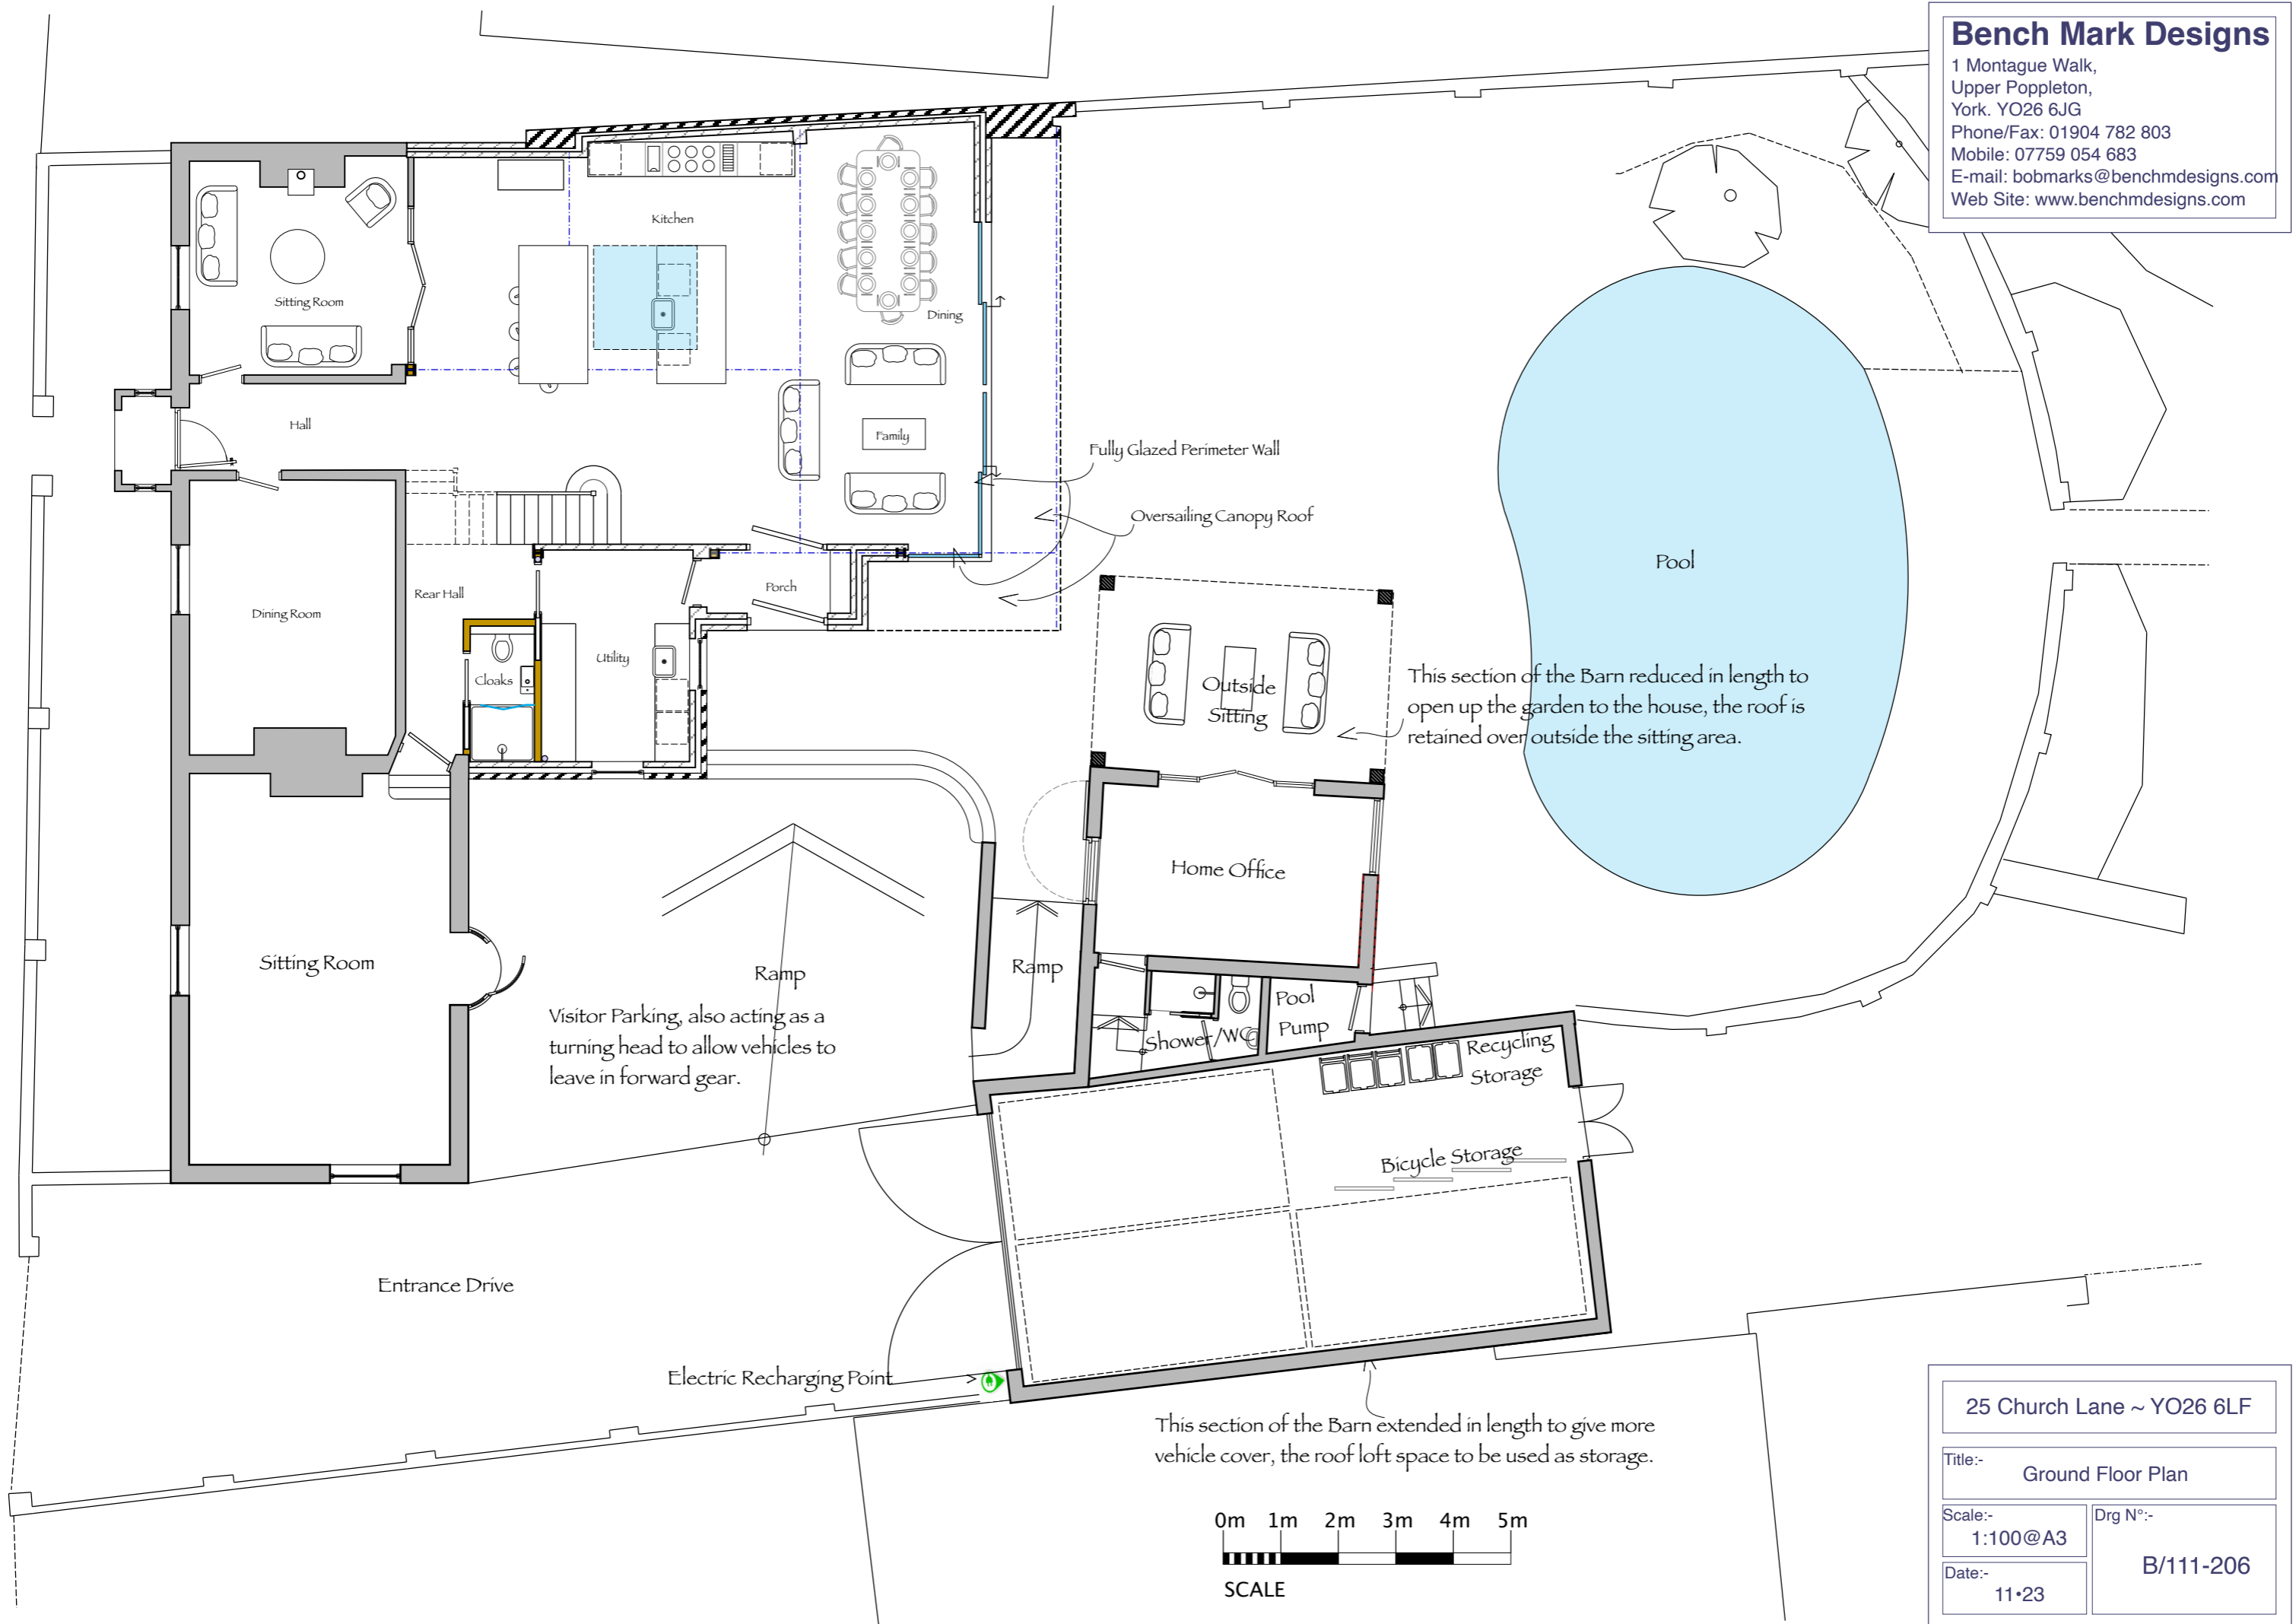 Bench Mark Designs
1 Montague Walk,
Upper Poppleton,
York. YO26 6JG
Phone/Fax: 01904 782 803
Mobile: 07759 054 683
E-mail: bobmarks@benchmdesigns.com
Web Site: www.benchmdesigns.com
Kitchen
Sitting Room
Dining
Hall
Family
Fully Glazed Perimeter Wall
Oversailing Canopy Roof
Pool
Porch
Rear Hall
Dining Room
Utility
Cloaks
Outside
Sitting
This section of the Barn reduced in length to
open up the garden to the house, the roof is
retained over outside the sitting area.
Home Office
Sitting Room
Ramp
Ramp
Visitor Parking, also acting as a
turning head to allow vehicles to
leave in forward gear.
Pool
Pump
Shower/WC
Recycling
Storage
Bicycle Storage
Entrance Drive
Electric Recharging Point
This section of the Barn extended in length to give more
vehicle cover, the roof loft space to be used as storage.
0m 1m 2m 3m 4m 5m
SCALE
25 Church Lane ~ YO26 6LF
Title:-
Ground Floor Plan
Scale:-
1:100@A3
Date:-
11•23
Drg N°:-
B/111-206